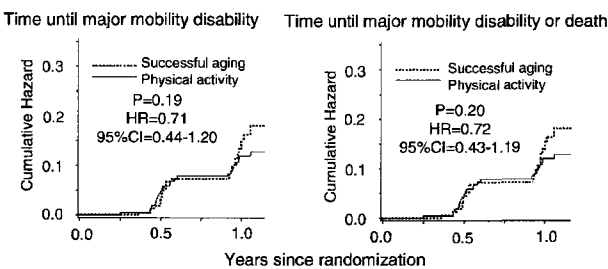 Time until major mobility disability
Cumulative Hazard
0.3
0.2
0.1
0.0
Successful aging
Physical activity
P=0.19
HR=0.71
95%CI=0.44-1.20
0.0 0.5 1.0
Time until major mobility disability or death
Cumulative Hazard
0.3
0.2
0.1
0.0
Successful aging
Physical activity
P=0.20
HR=0.72
95%CI=0.43-1.19
0.0 0.5 1.0
Years since randomization